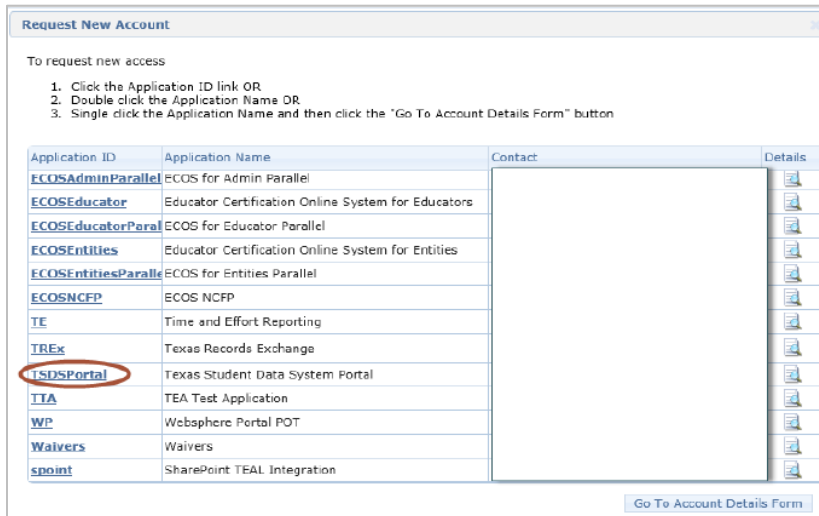 Request New Account
To request new access
1. Click the Application ID link OR
2. Double click the Application Name OR
3. Single click the Application Name and then click the "Go To Account Details Form" button
Application ID Application Name Contact Details
ECOSAdminParallel ECOS for Admin Parallel
ECOSEducator Educator Certification Online System for Educators
ECOSEducatorParal ECOS for Educator Parallel
ECOSEntities Educator Certification Online System for Entities
ECOSEntitiesParalle ECOS for Entities Parallel
ECOSNCFP ECOS NCFP
TE Time and Effort Reporting
TREx Texas Records Exchange
TSDSPortal Texas Student Data System Portal
TTA TEA Test Application
WP Websphere Portal POT
Waivers Waivers
spoint SharePoint TEAL Integration
Go To Account Details Form